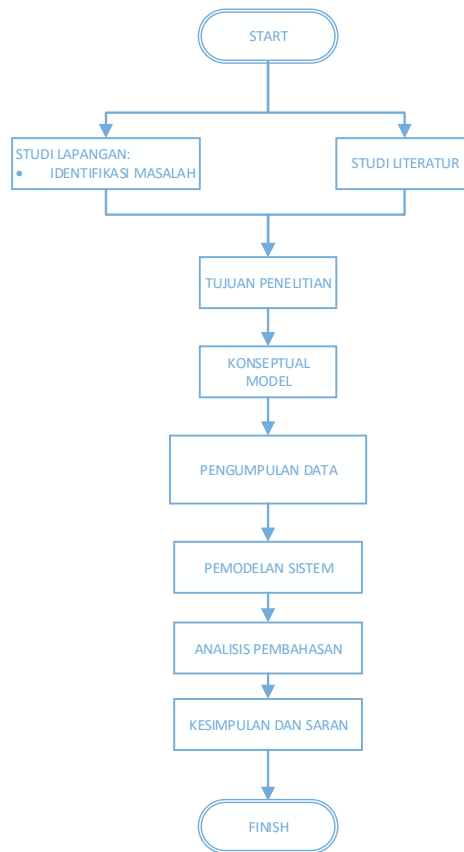 START
STUDI LAPANGAN:
• IDENTIFIKASI MASALAH
STUDI LITERATUR
TUJUAN PENELITIAN
KONSEPTUAL
MODEL
PENGUMPULAN DATA
PEMODELAN SISTEM
ANALISIS PEMBAHASAN
KESIMPULAN DAN SARAN
FINISH